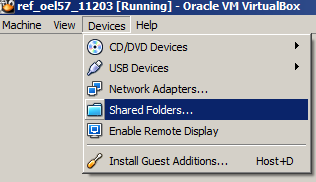 ref_oel57_11203 [Running] - Oracle VM VirtualBox
Machine View Devices Help
CD/DVD Devices
USB Devices
Network Adapters...
Shared Folders...
Enable Remote Display
Install Guest Additions... Host+D